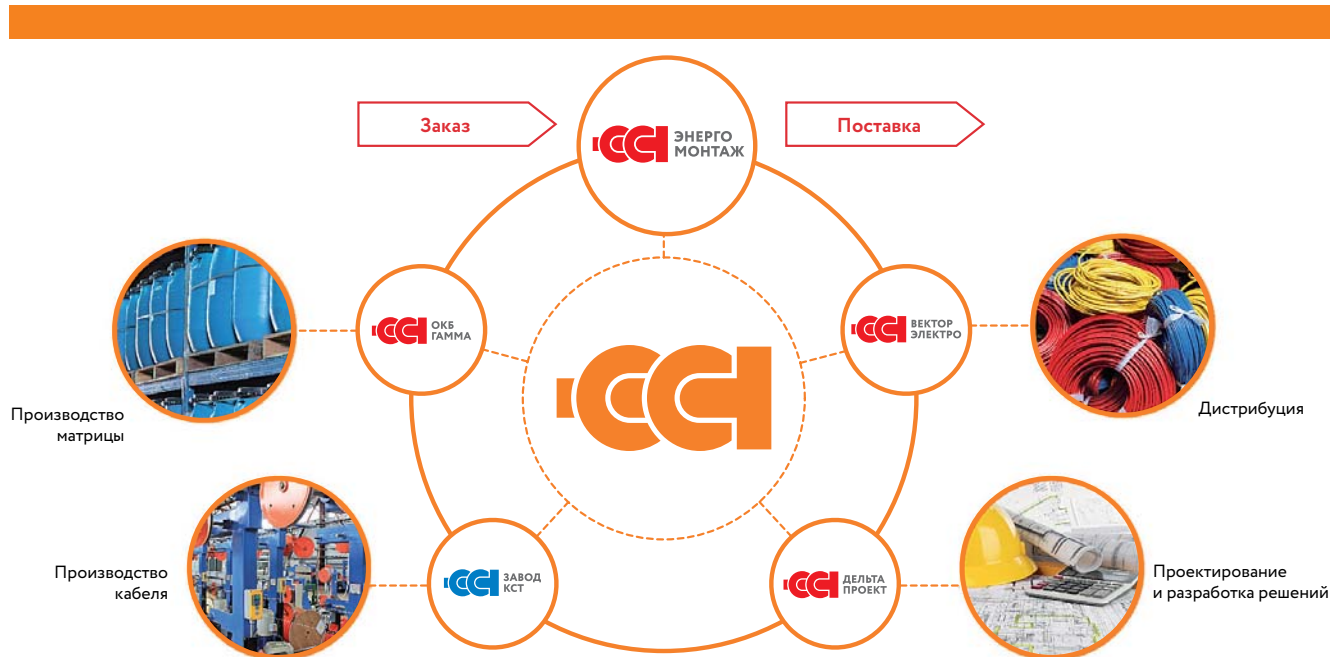 Заказ
ЭНЕРГО
МОНТАЖ
Поставка
ОКБ
ГАММА
ВЕКТОР
ЭЛЕКТРО
Производство
матрицы
Дистрибуция
ЗАВОД
КСТ
ДЕЛЬТА
ПРОЕКТ
Производство
кабеля
Проектирование
и разработка решений